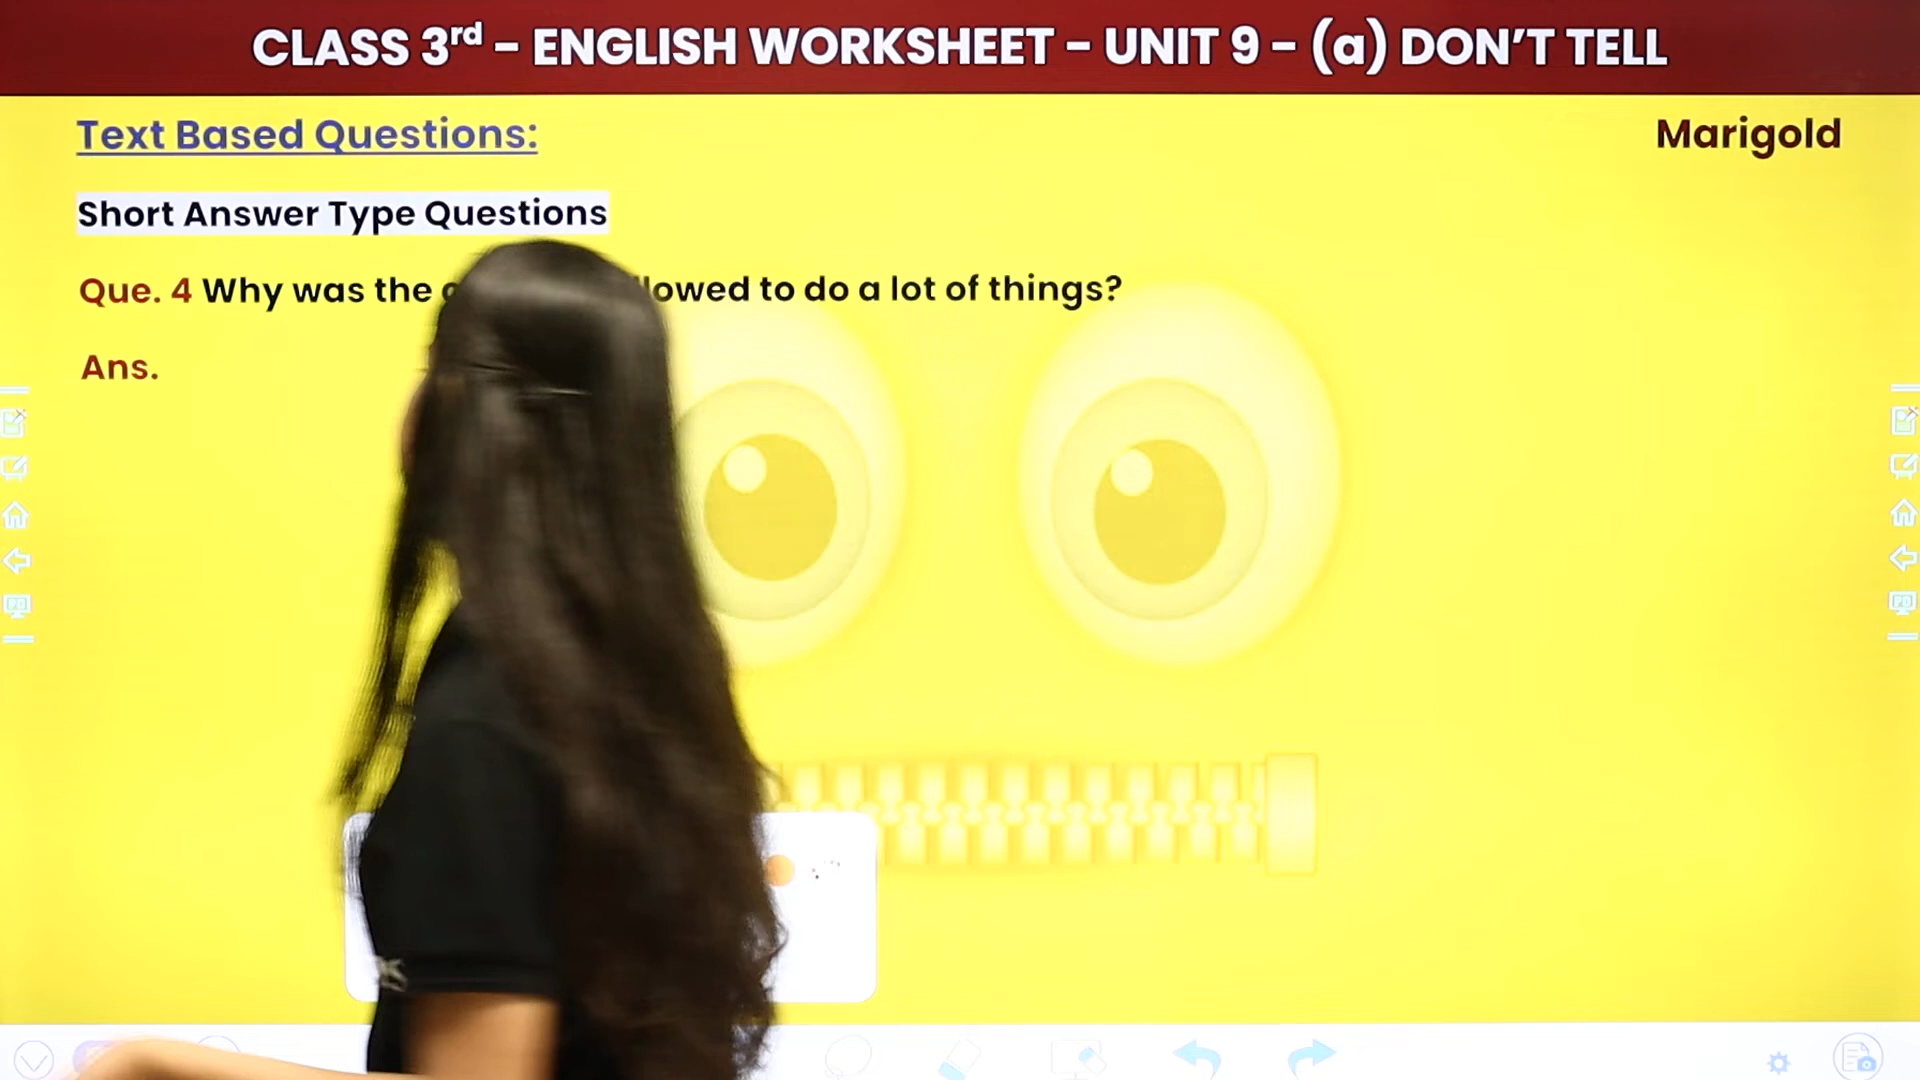 CLASS 3rd – ENGLISH WORKSHEET – UNIT 9 – (a) DON'T TELL
Text Based Questions:
Marigold
Short Answer Type Questions
Que. 4 Why was the to do a lot of things?
Ans.